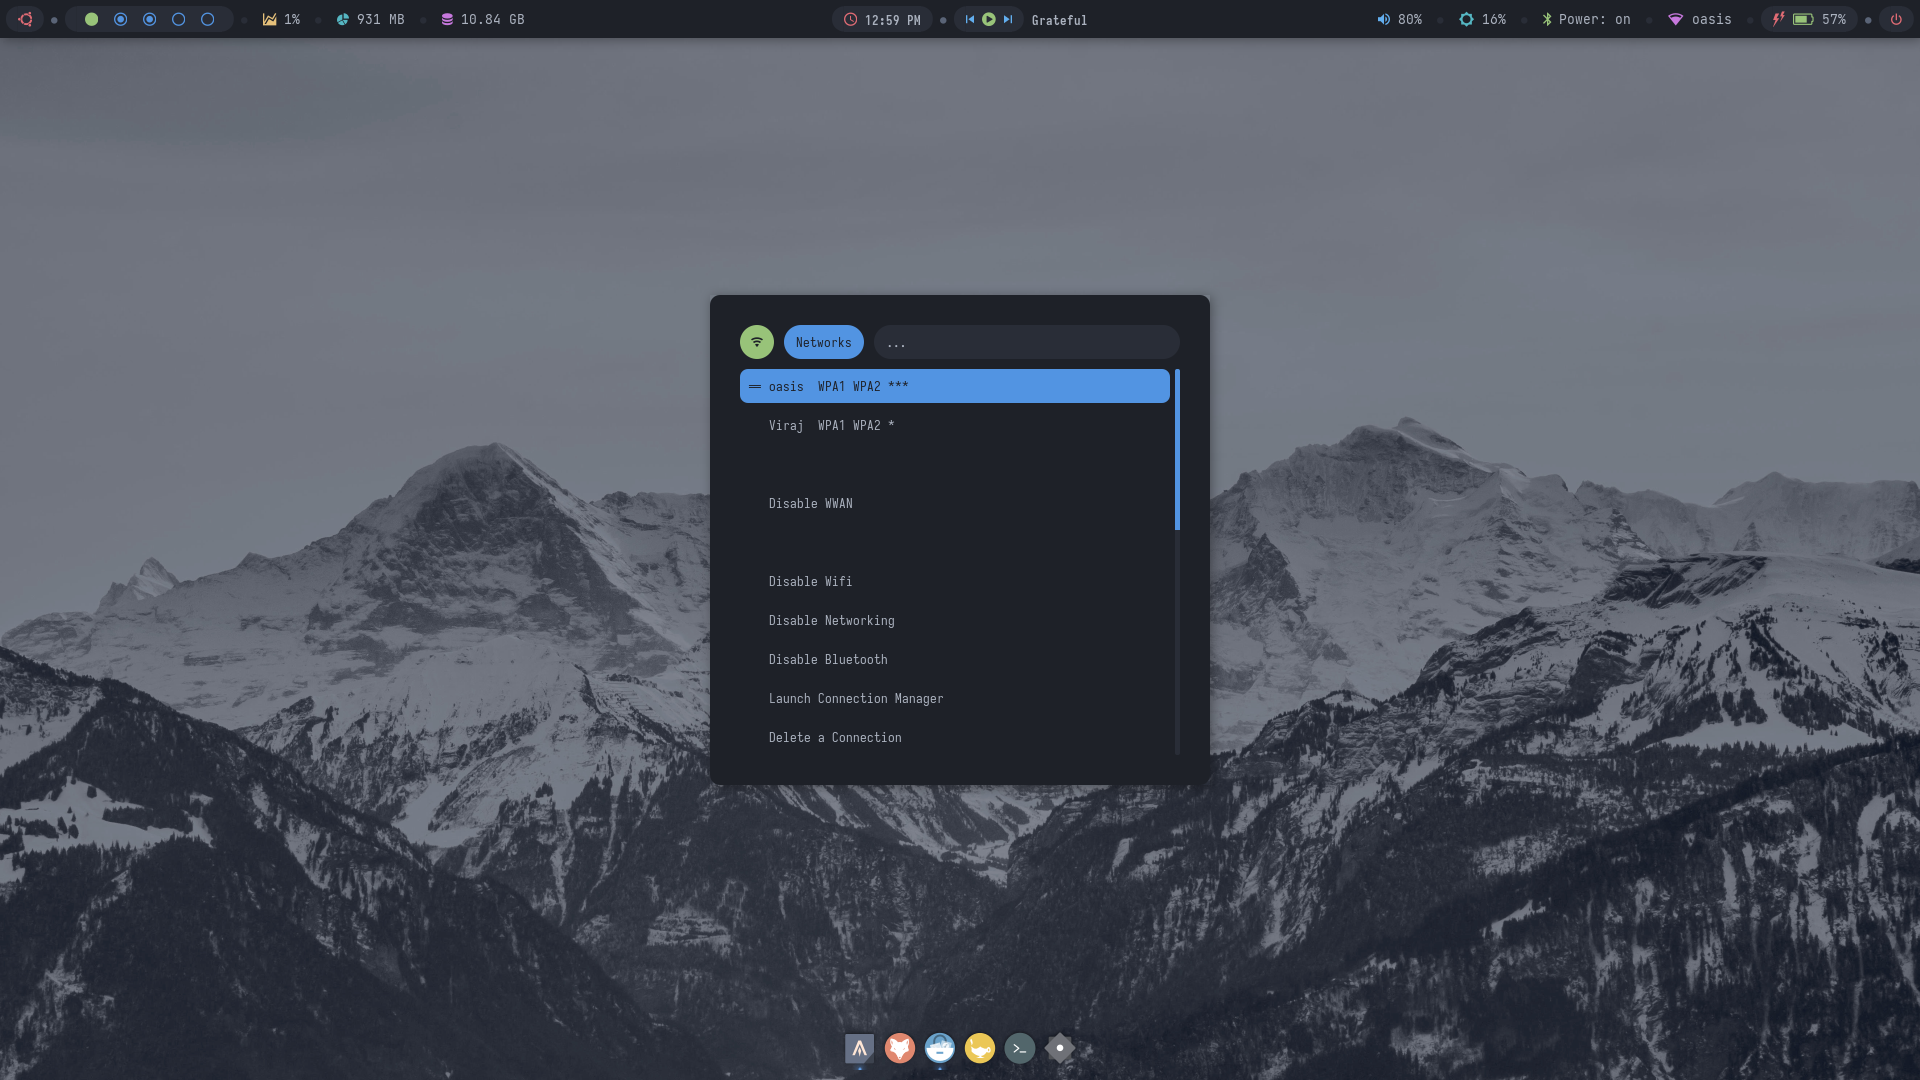 1%
931 MB
10.84 GB
12:59 PM
Grateful
80%
16%
Power: on
oasis
57%
Networks
...
oasis  WPA1 WPA2 ***
Viraj  WPA1 WPA2 *
Disable WWAN
Disable Wifi
Disable Networking
Disable Bluetooth
Launch Connection Manager
Delete a Connection